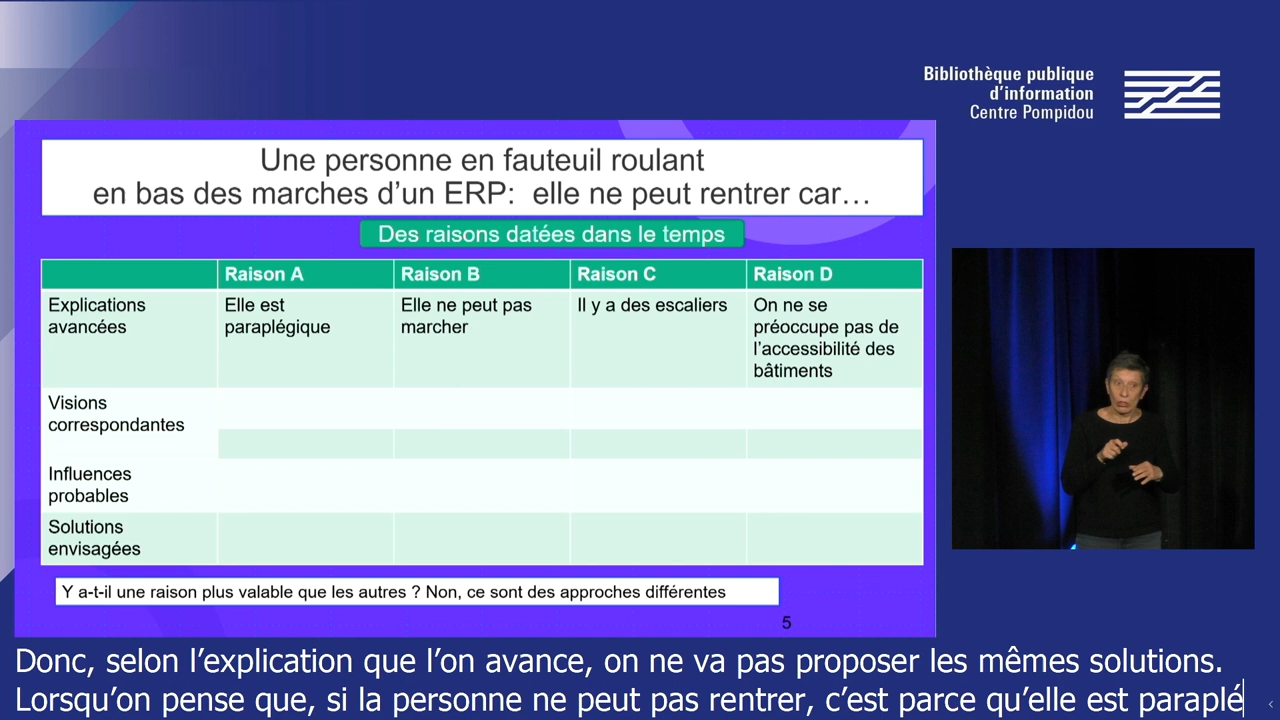 Bibliothèque publique
d’information
Centre Pompidou
Une personne en fauteuil roulant
en bas des marches d’un ERP: elle ne peut rentrer car…
Des raisons datées dans le temps
Raison A Raison B Raison C Raison D
Explications avancées
Elle est paraplégique
Elle ne peut pas marcher
Il y a des escaliers
On ne se préoccupe pas de l’accessibilité des bâtiments
Visions
correspondantes
Influences
probables
Solutions
envisagées
Y a-t-il une raison plus valable que les autres ? Non, ce sont des approches différentes
5
Donc, selon l’explication que l’on avance, on ne va pas proposer les mêmes solutions.
Lorsqu’on pense que, si la personne ne peut pas rentrer, c’est parce qu’elle est paraplé